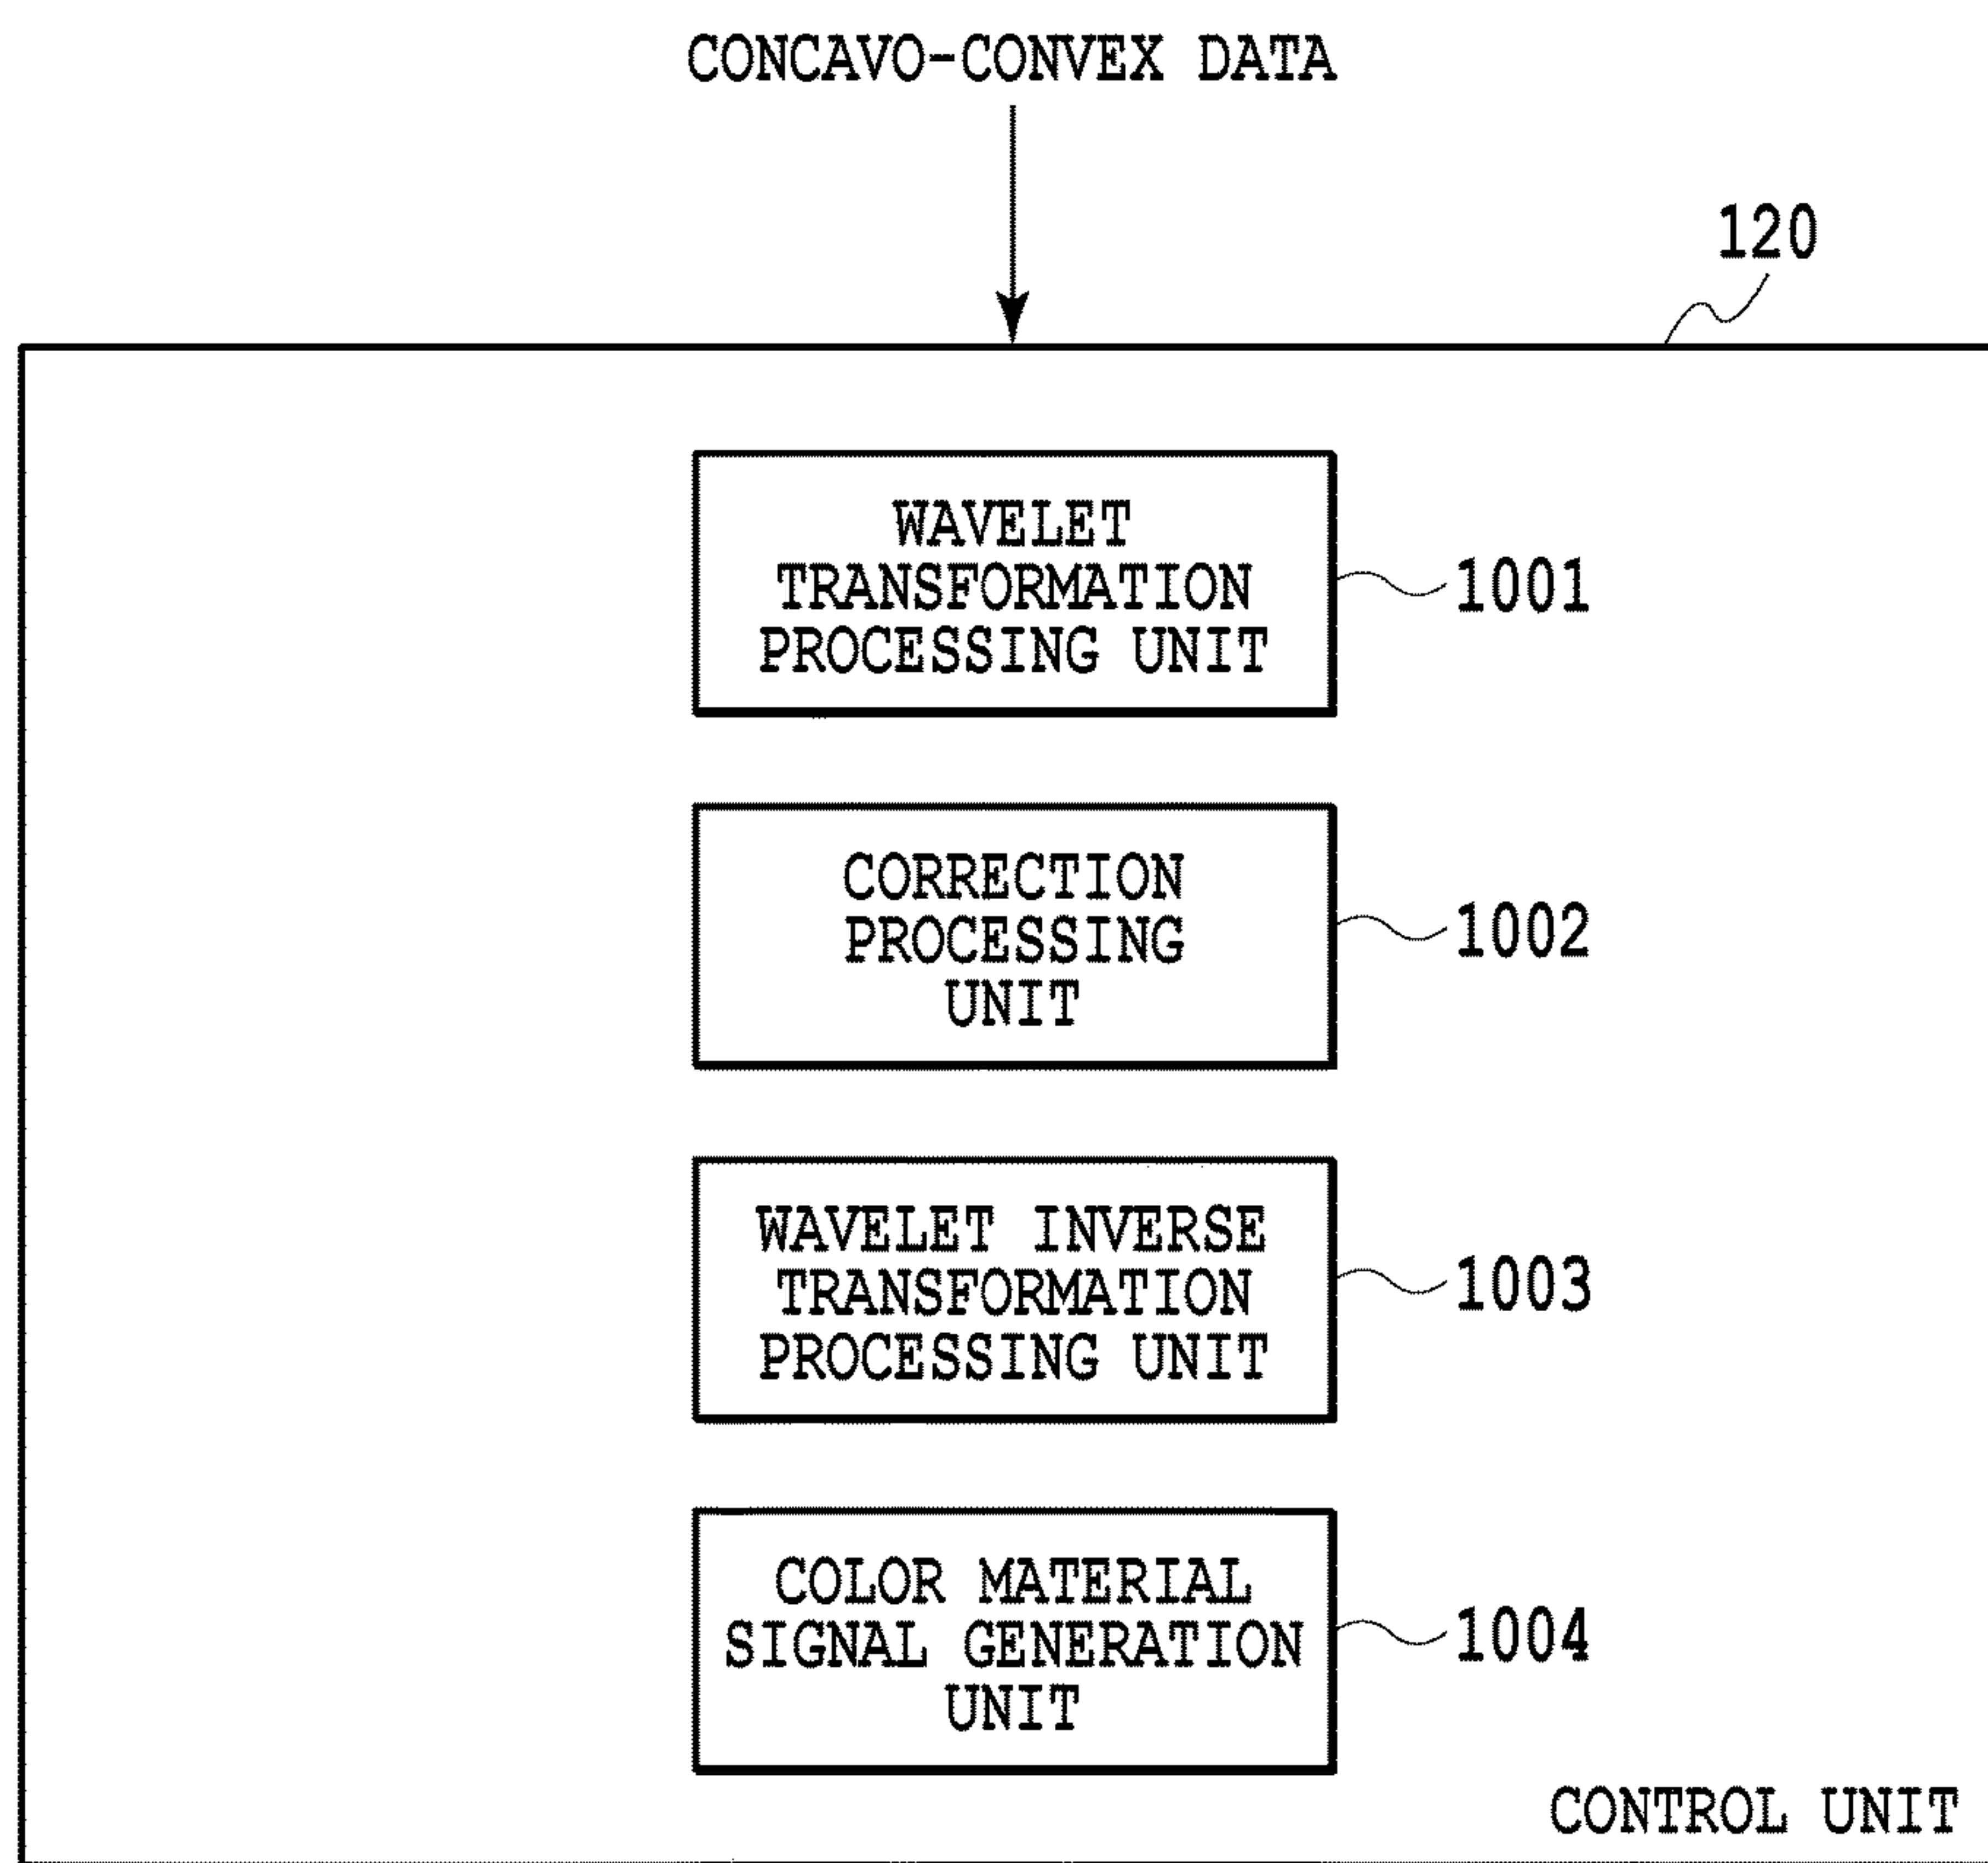 CONCAVO-CONVEX DATA
120
WAVELET
TRANSFORMATION
PROCESSING UNIT
1001
CORRECTION
PROCESSING
UNIT
1002
WAVELET INVERSE
TRANSFORMATION
PROCESSING UNIT
1003
COLOR MATERIAL
SIGNAL GENERATION
UNIT
1004
CONTROL UNIT